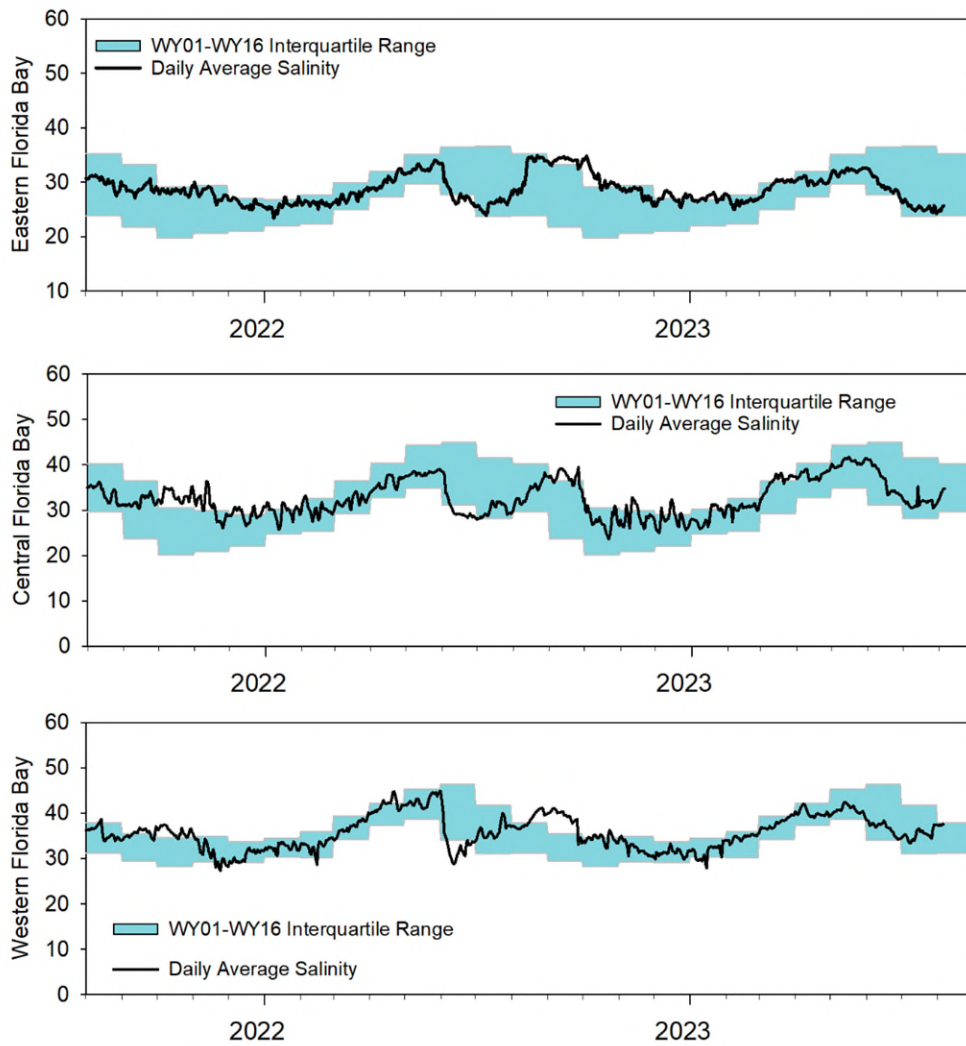 60
50
40
30
20
10
Eastern Florida Bay
WY01-WY16 Interquartile Range
Daily Average Salinity
2022 2023
60
50
40
30
20
10
0
Central Florida Bay
WY01-WY16 Interquartile Range
Daily Average Salinity
2022 2023
60
50
40
30
20
10
0
Western Florida Bay
WY01-WY16 Interquartile Range
Daily Average Salinity
2022 2023